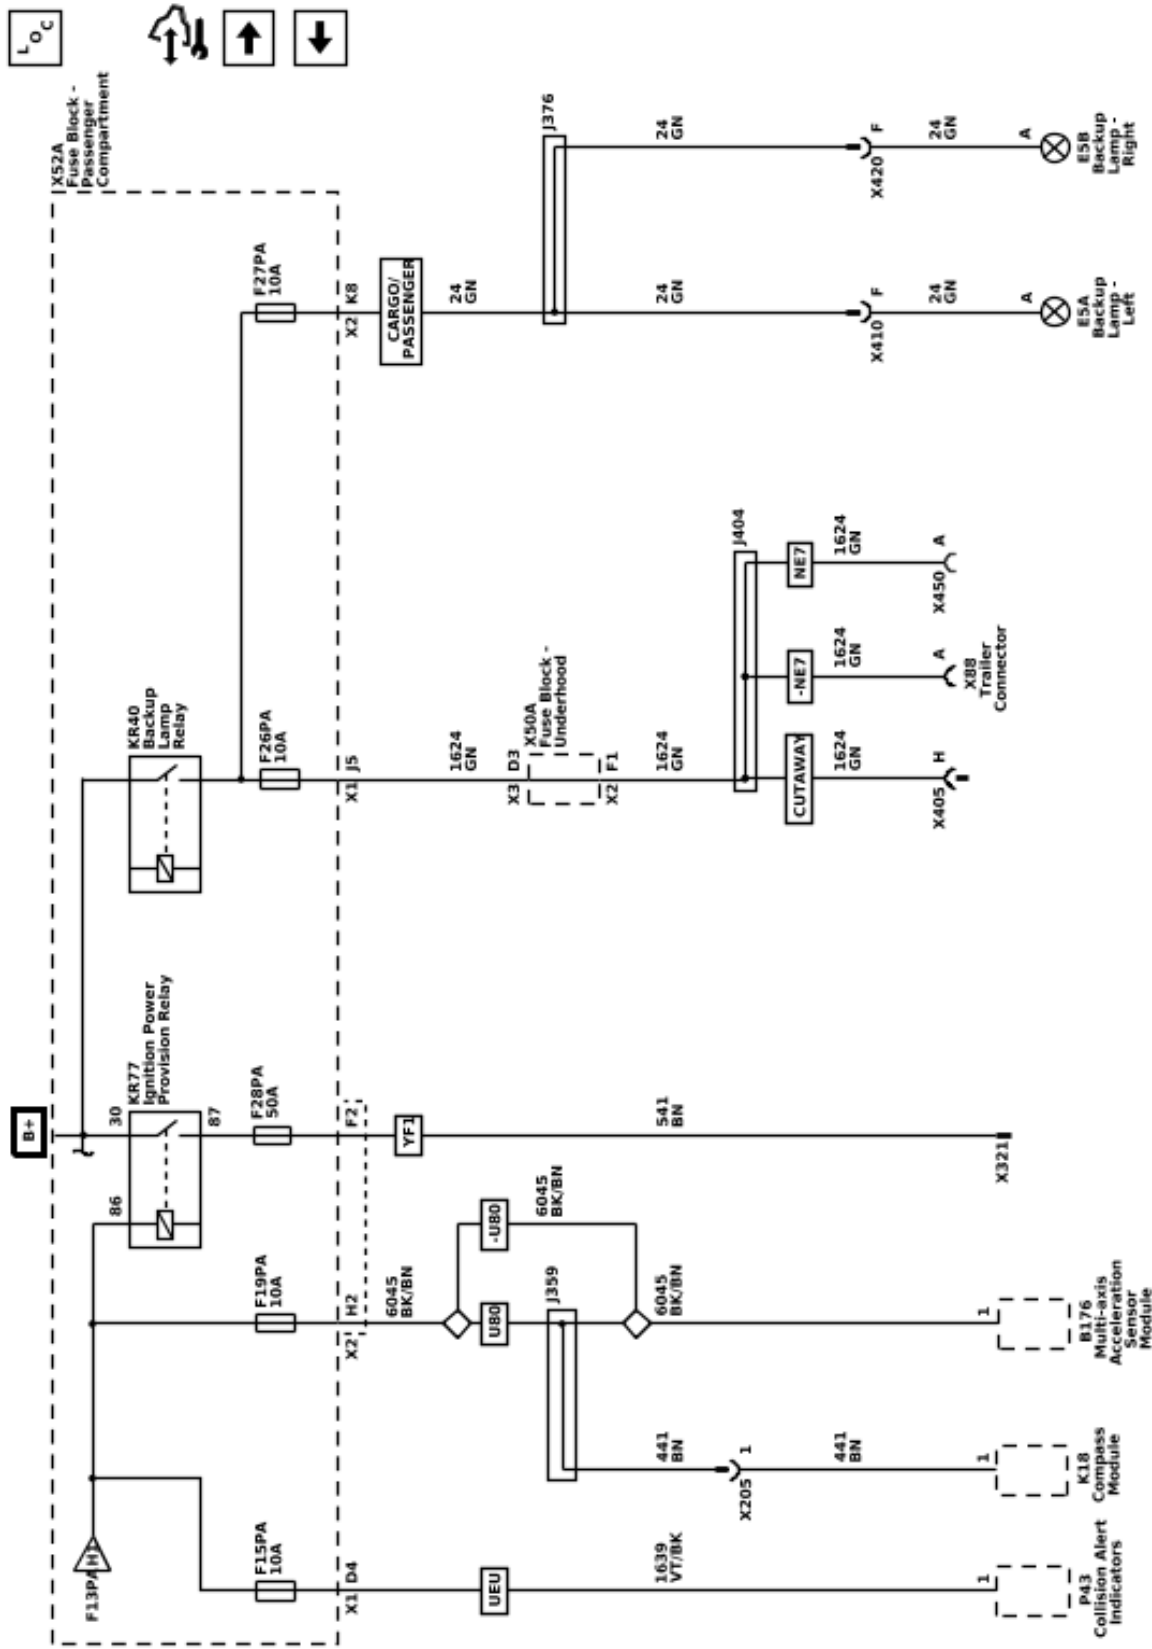 LOC
X52A
Fuse Block -
Passenger
Compartment
B+
F13PA
H1
86
30
87
KR77
Ignition Power
Provision Relay
KR40
Backup
Lamp
Relay
F15PA
10A
F19PA
10A
F28PA
50A
F26PA
10A
F27PA
10A
X1
D4
X2
H2
F2
X1
J5
X2
K8
6045
BK/BN
YF1
CARGO/
PASSENGER
UEU
U80
-U80
6045
BK/BN
1624
GN
24
GN
X3
D3
X50A
Fuse Block -
Underhood
X2
F1
J359
J376
1639
VT/BK
441
BN
6045
BK/BN
541
BN
1624
GN
24
GN
24
GN
J404
X205
1
CUTAWAY
-NE7
NE7
441
BN
1624
GN
1624
GN
1624
GN
X410
F
X420
F
24
GN
24
GN
X405
H
A
X88
Trailer
Connector
X450
A
1
P43
Collision Alert
Indicators
1
K18
Compass
Module
1
B176
Multi-axis
Acceleration
Sensor
Module
X321
A
E5A
Backup
Lamp -
Left
A
E5B
Backup
Lamp -
Right